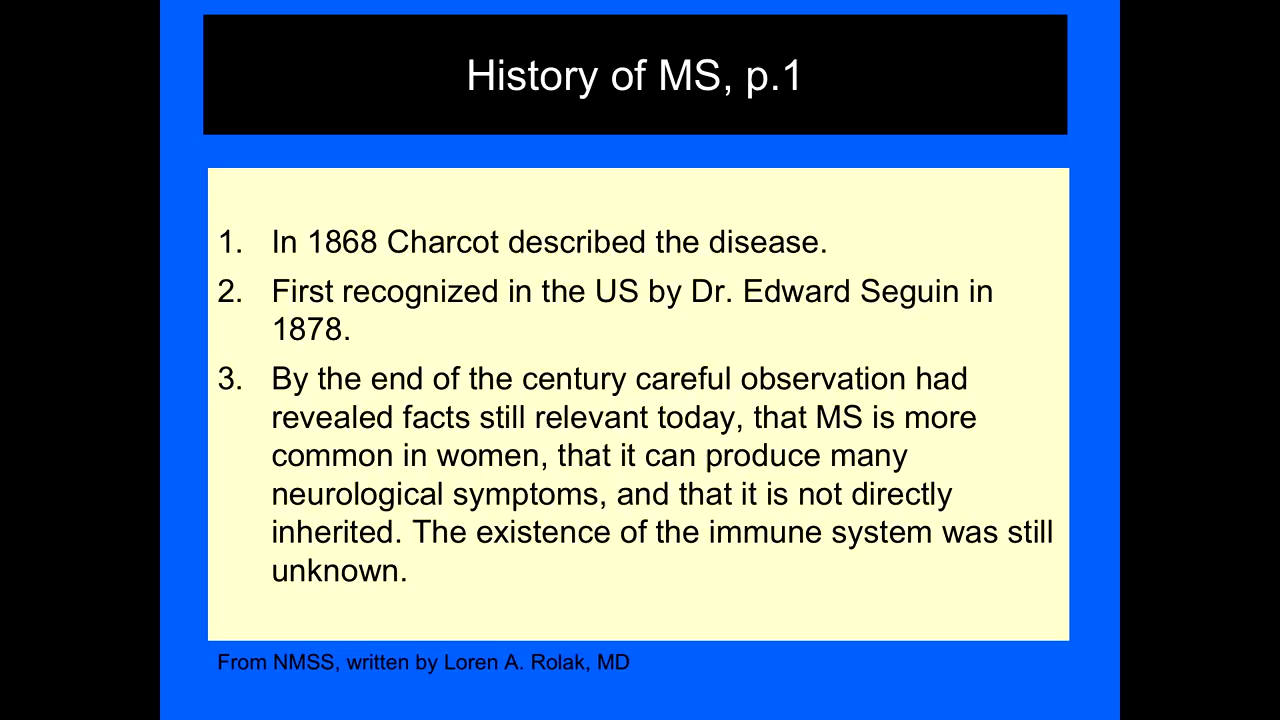 History of MS, p.1
1. In 1868 Charcot described the disease.
2. First recognized in the US by Dr. Edward Seguin in
1878.
3. By the end of the century careful observation had
revealed facts still relevant today, that MS is more
common in women, that it can produce many
neurological symptoms, and that it is not directly
inherited. The existence of the immune system was still
unknown.
From NMSS, written by Loren A. Rolak, MD